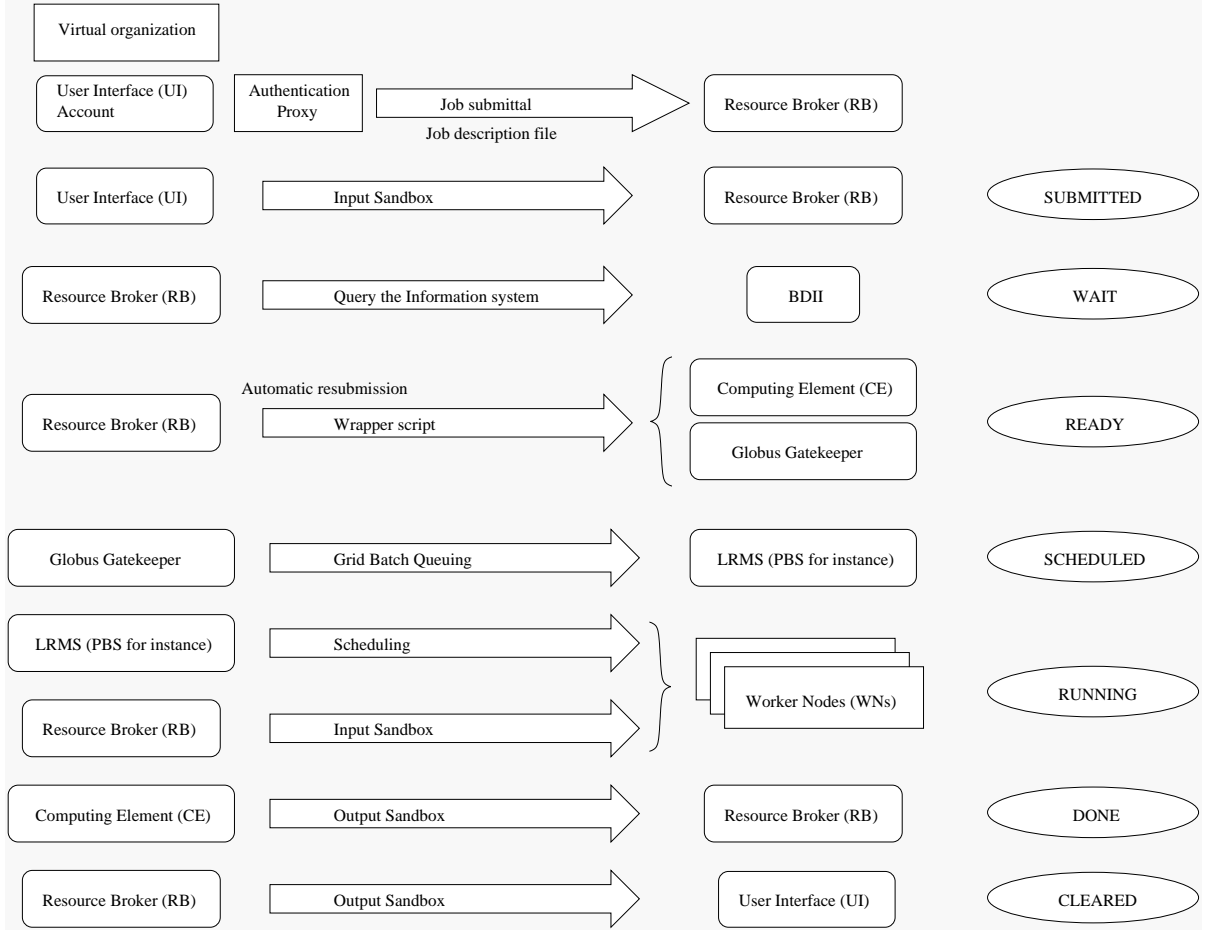 Virtual organization
User Interface (UI)
Account
Authentication
Proxy
Job submittal
Job description file
Resource Broker (RB)
User Interface (UI)
Input Sandbox
Resource Broker (RB)
SUBMITTED
Resource Broker (RB)
Query the Information system
BDII
WAIT
Automatic resubmission
Resource Broker (RB)
Wrapper script
Computing Element (CE)
Globus Gatekeeper
READY
Globus Gatekeeper
Grid Batch Queuing
LRMS (PBS for instance)
SCHEDULED
LRMS (PBS for instance)
Scheduling
Resource Broker (RB)
Input Sandbox
Worker Nodes (WNs)
RUNNING
Computing Element (CE)
Output Sandbox
Resource Broker (RB)
DONE
Resource Broker (RB)
Output Sandbox
User Interface (UI)
CLEARED